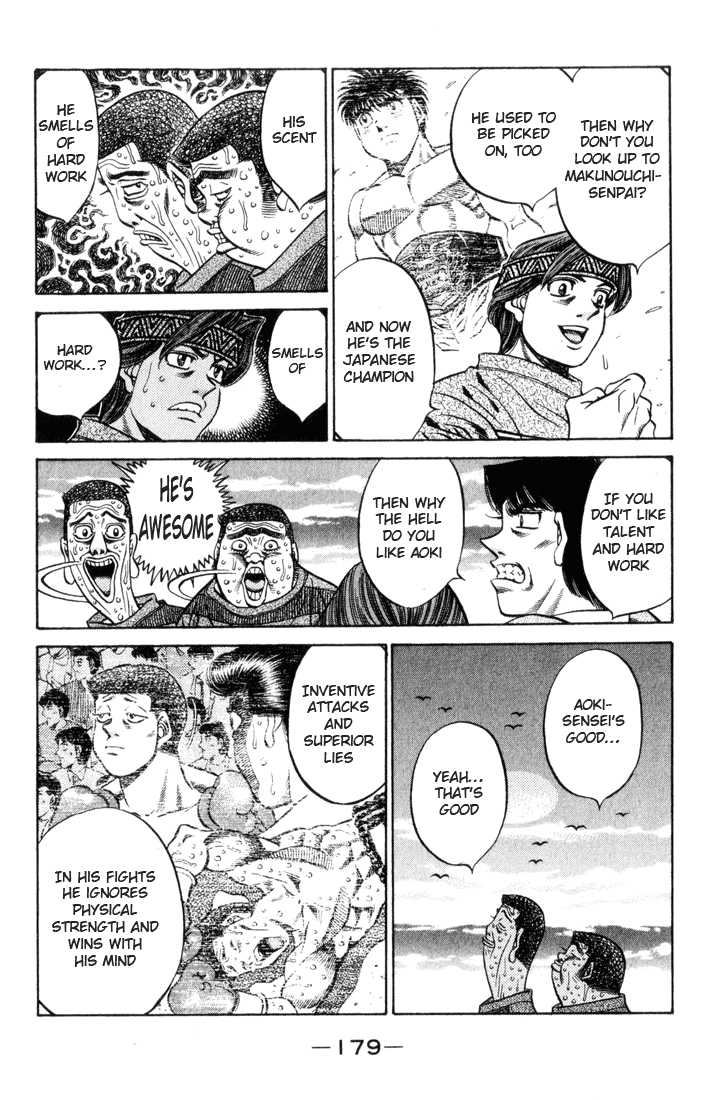 THEN WHY
DON'T YOU
LOOK UP TO
MAKUNOUCHI-
SENPAI?
HE USED TO
BE PICKED
ON, TOO
AND NOW
HE'S THE
JAPANESE
CHAMPION
HIS
SCENT
HE
SMELLS
OF
HARD
WORK
SMELLS
OF
HARD
WORK...?
IF YOU
DON'T LIKE
TALENT
AND HARD
WORK
THEN WHY
THE HELL
DO YOU
LIKE AOKI
HE'S
AWESOME
AOKI-
SENSEI'S
GOOD...
YEAH...
THAT'S
GOOD
INVENTIVE
ATTACKS
AND
SUPERIOR
LIES
IN HIS FIGHTS
HE IGNORES
PHYSICAL
STRENGTH AND
WINS WITH
HIS MIND
—179—